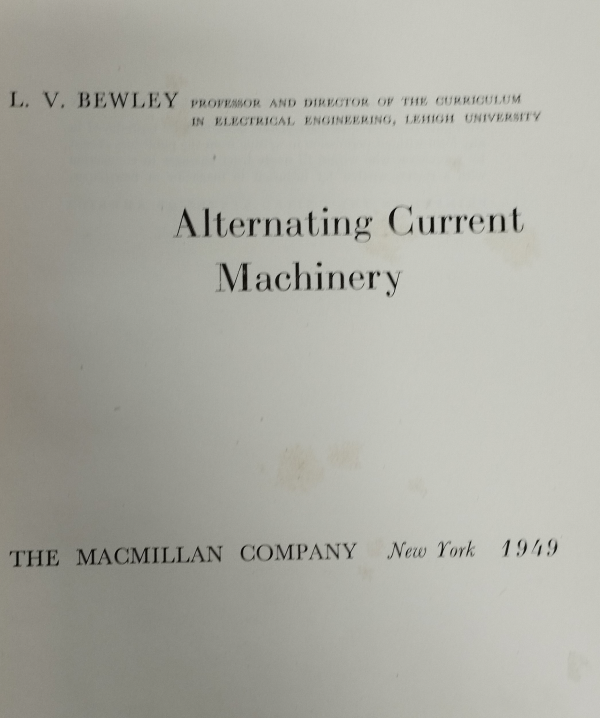 L. V. BEWLEY PROFESSOR AND DIRECTOR OF THE CURRICULUM
IN ELECTRICAL ENGINEERING, LEHIGH UNIVERSITY
Alternating Current
Machinery
THE MACMILLAN COMPANY New York 1949